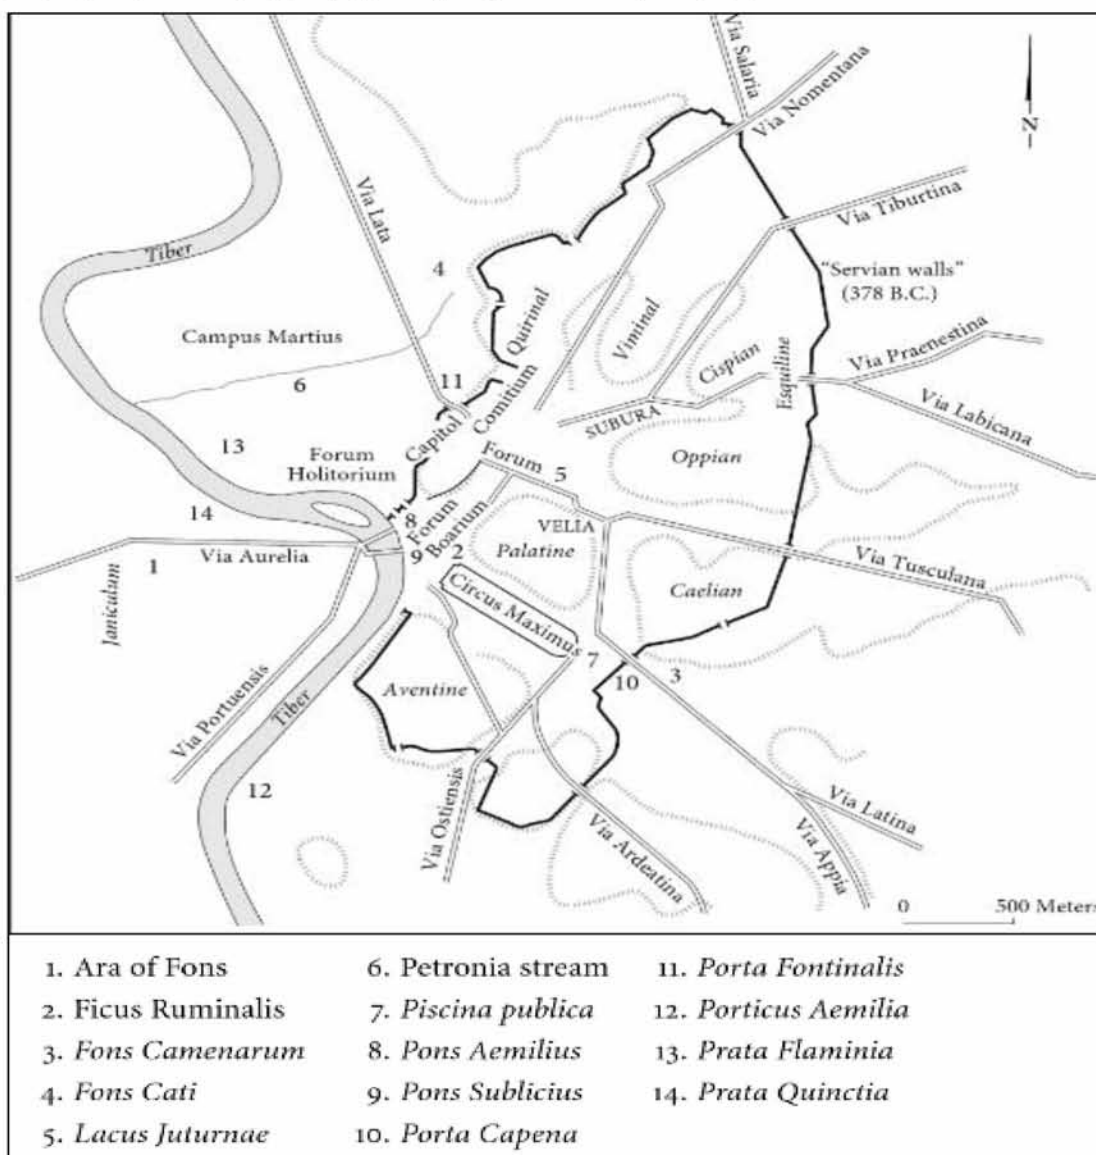 Via Salaria
Via Nomentana
N
Via Lata
Via Tiburtina
Tiber
4
"Servian walls"
(378 B.C.)
Campus Martius
Quirinal
Viminal
Via Praenestina
6
11
Cispian
Esquiline
Capitol
Comitium
SUBURA
Via Labicana
13
Forum
Holitorium
Forum
5
Oppian
14
8
Forum
Boarium
VELIA
1
Via Aurelia
9
2
Palatine
Via Tusculana
Janiculum
Circus Maximus
Caelian
7
10
3
Aventine
Via Portuensis
Tiber
12
Via Ostiensis
Via Ardeatina
Via Latina
Via Appia
0 500 Meters
1. Ara of Fons
2. Ficus Ruminalis
3. Fons Camenarum
4. Fons Cati
5. Lacus Juturnae
6. Petronia stream
7. Piscina publica
8. Pons Aemilius
9. Pons Sublicius
10. Porta Capena
11. Porta Fontinalis
12. Porticus Aemilia
13. Prata Flaminia
14. Prata Quinctia